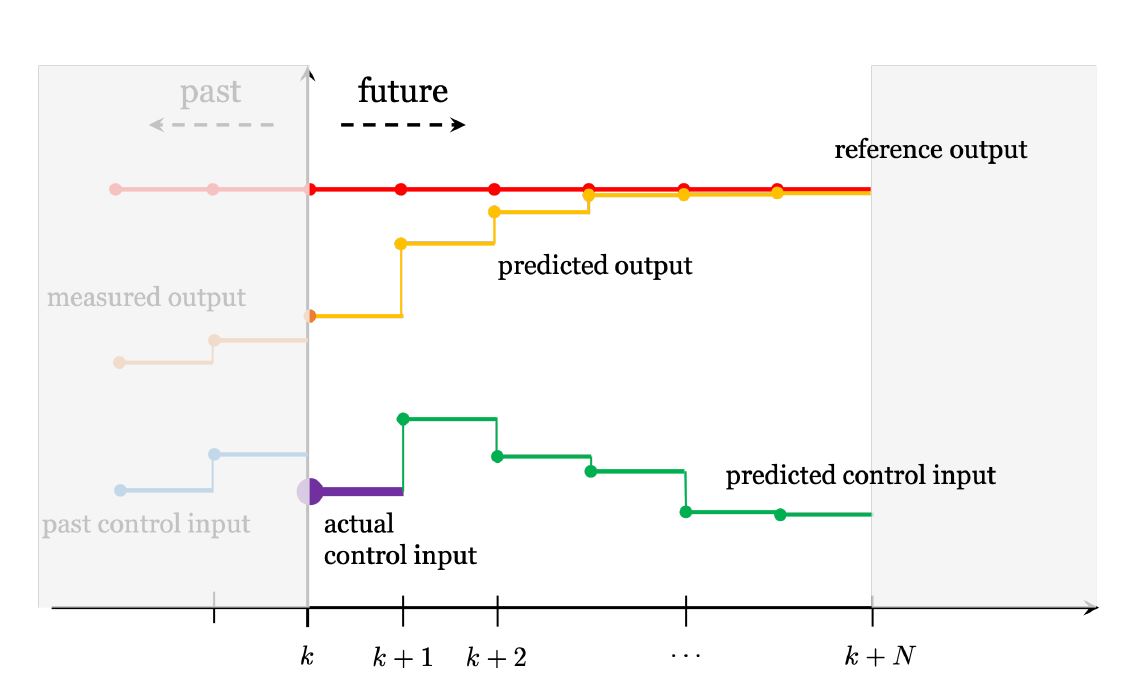 past
future
reference output
predicted output
measured output
predicted control input
past control input
actual
control input
k
k + 1
k + 2
· · ·
k + N